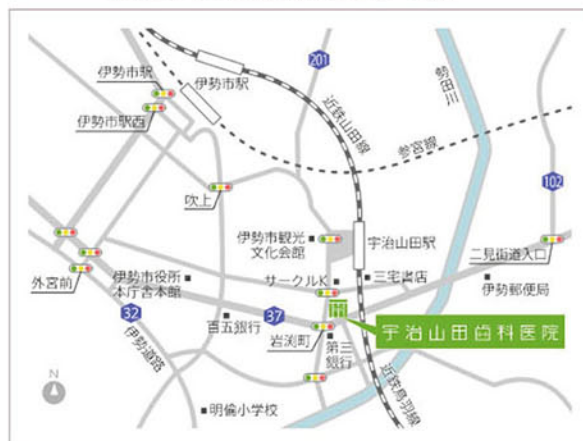 伊勢市駅
伊勢市駅
伊勢市駅西
201
近鉄山田線
勢田川
参宮線
102
吹上
伊勢市観光
文化会館
宇治山田駅
二見街道入口
外宮前
伊勢市役所
本庁舎本館
サークルK
三宅書店
伊勢郵便局
32
百五銀行
37
岩渕町
第三
銀行
宇治山田歯科医院
伊勢道路
近鉄鳥羽線
N
明倫小学校